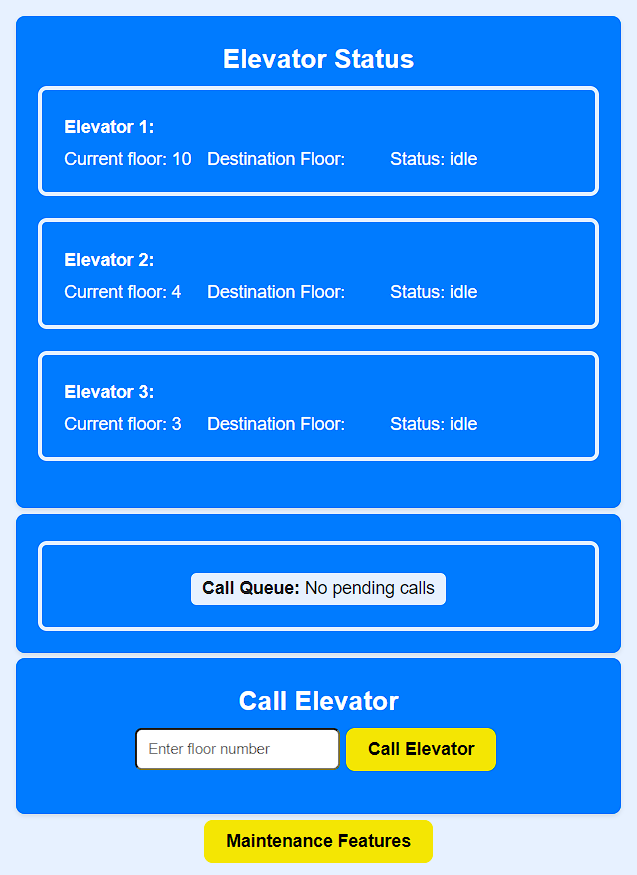 Elevator Status
Elevator 1:
Current floor: 10 Destination Floor: Status: idle
Elevator 2:
Current floor: 4 Destination Floor: Status: idle
Elevator 3:
Current floor: 3 Destination Floor: Status: idle
Call Queue: No pending calls
Call Elevator
Enter floor number Call Elevator
Maintenance Features